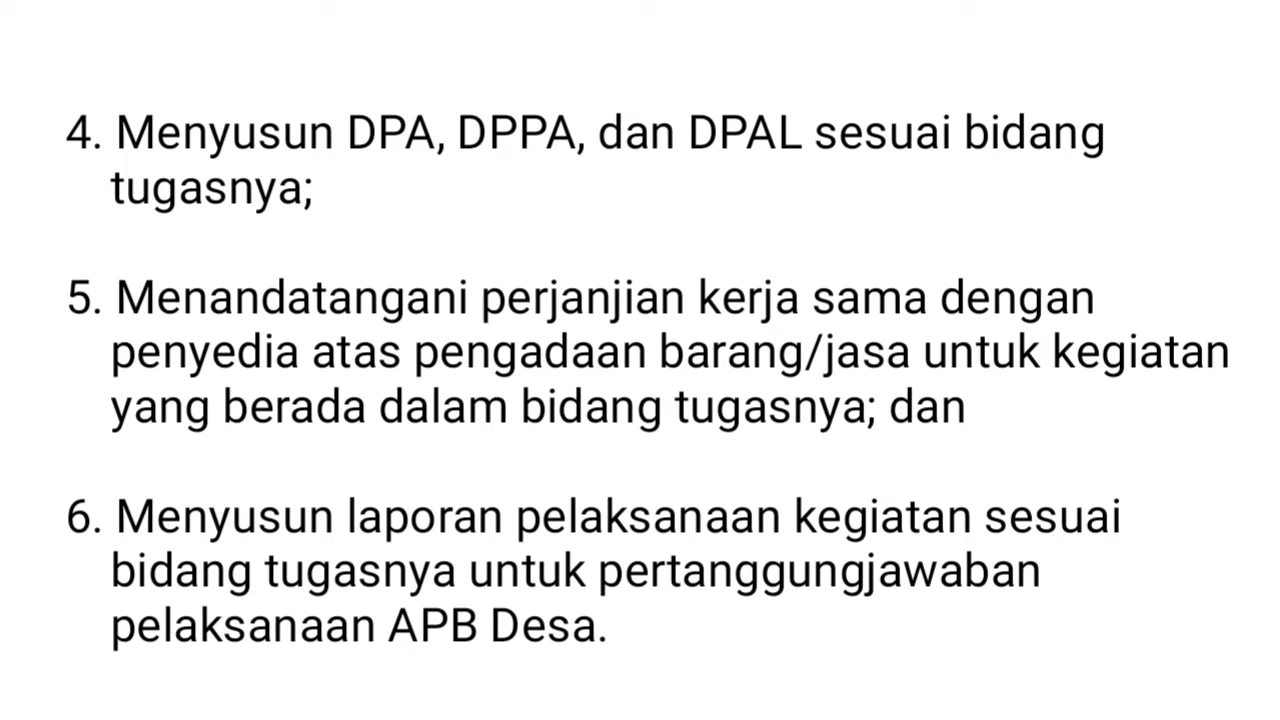 4. Menyusun DPA, DPPA, dan DPAL sesuai bidang
tugasnya;
5. Menandatangani perjanjian kerja sama dengan
penyedia atas pengadaan barang/jasa untuk kegiatan
yang berada dalam bidang tugasnya; dan
6. Menyusun laporan pelaksanaan kegiatan sesuai
bidang tugasnya untuk pertanggungjawaban
pelaksanaan APB Desa.